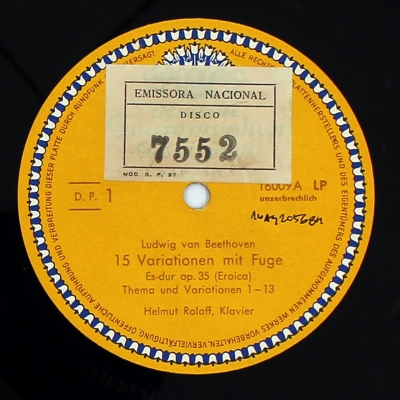 EMISSORA NACIONAL
DISCO
7552
MOD. S. P. 37
D. P. 1
16009A LP
unzerbrechlich
Ludwig van Beethoven
15 Variationen mit Fuge
Es-dur op. 35 (Eroica)
Thema und Variationen 1–13
Helmut Roloff, Klavier
ALLE RECHTE
PLATTENHERSTELLERS UND DES EIGENTÜMERS DES AUFGENOMMENEN WERKES VORBEHALTEN. VERVIELFÄLTIGUNG, ÖFFENTLICHE AUFFÜHRUNG UND VERBREITUNG DIESER PLATTE DURCH RUNDFUNK